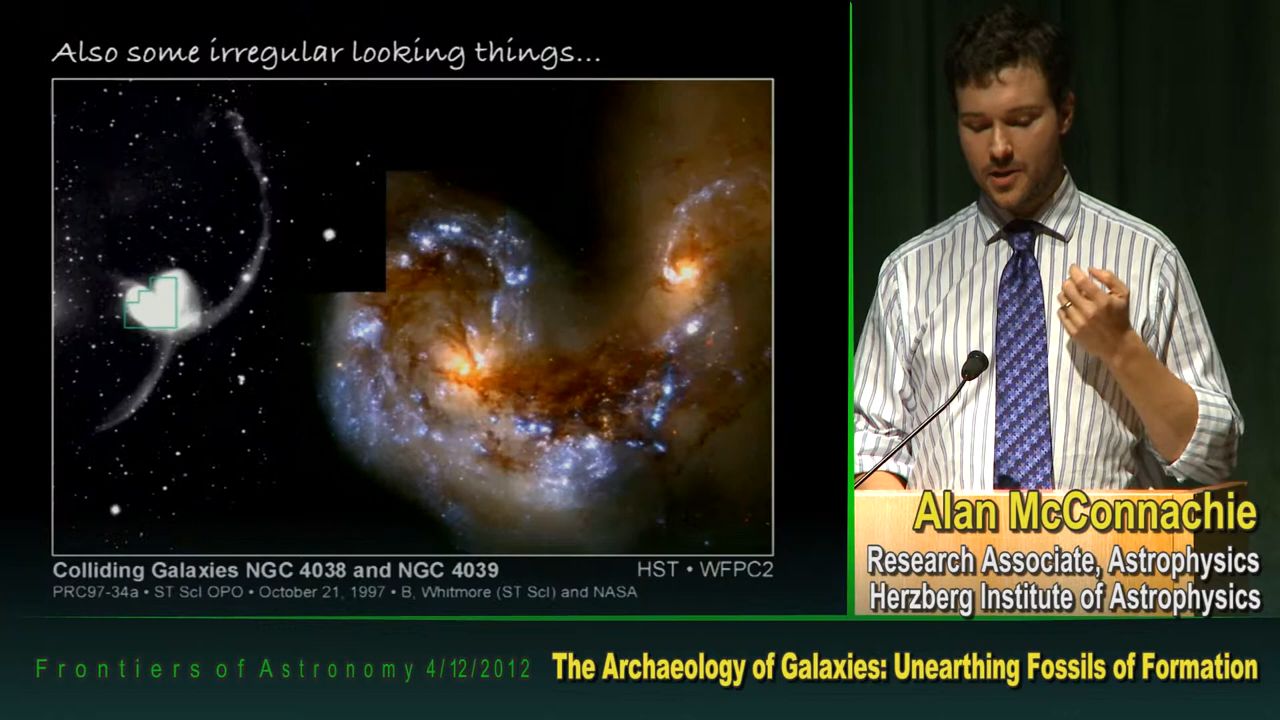 Also some irregular looking things...
Colliding Galaxies NGC 4038 and NGC 4039
HST • WFPC2
PRC97-34a • ST ScI OPO • October 21, 1997 • B, Whitmore (ST ScI) and NASA
Alan McConnachie
Research Associate, Astrophysics
Herzberg Institute of Astrophysics
Frontiers of Astronomy 4/12/2012
The Archaeology of Galaxies: Unearthing Fossils of Formation